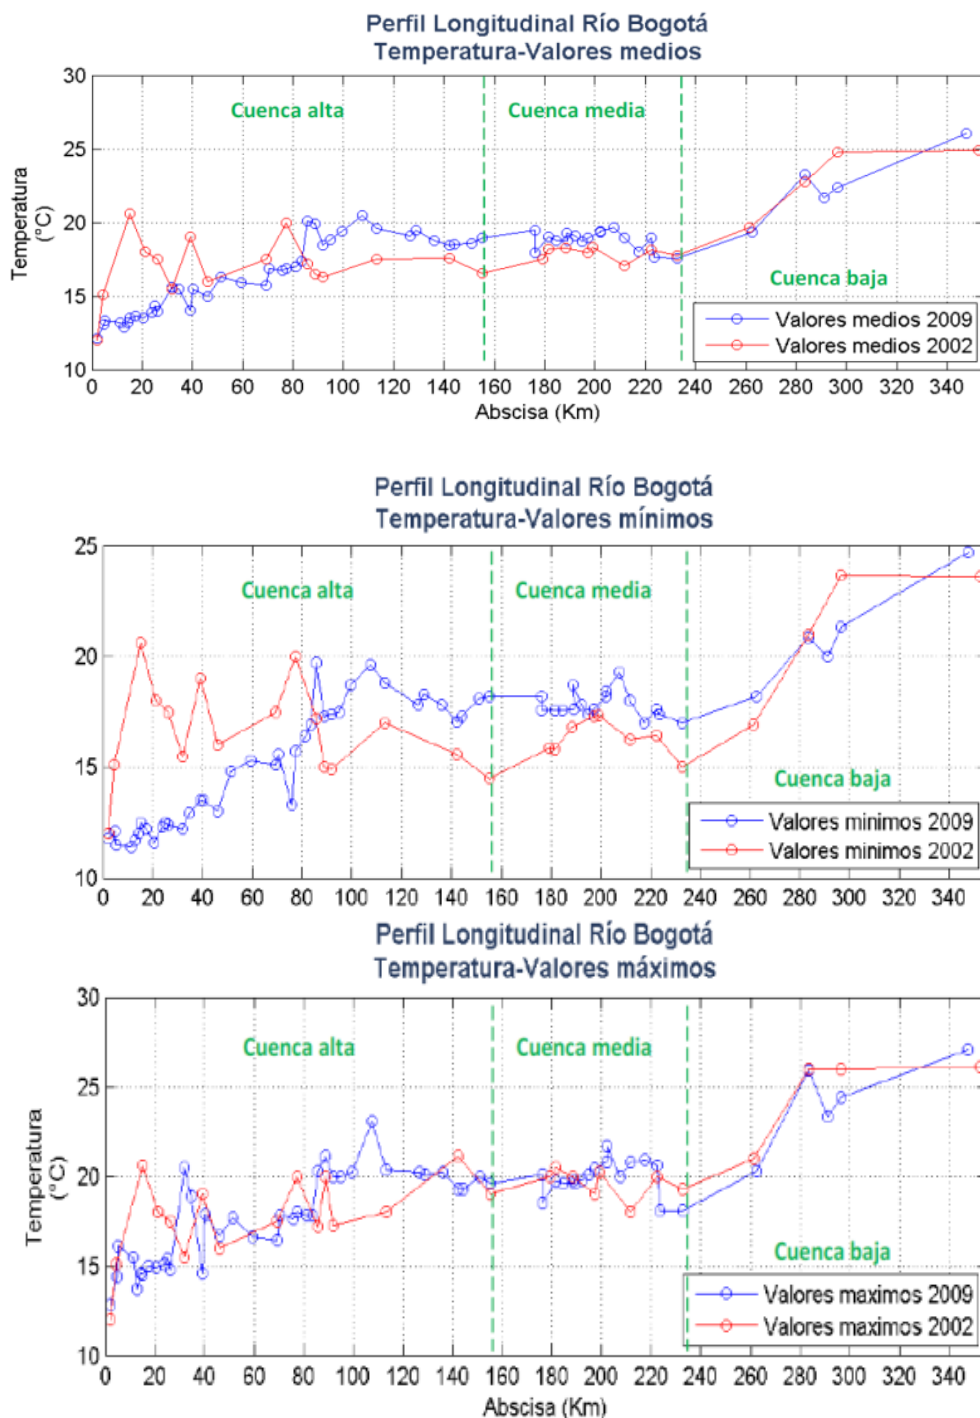 Perfil Longitudinal Río Bogotá
Temperatura-Valores medios
30
25
20
15
10
Temperatura
(°C)
Cuenca alta
Cuenca media
Cuenca baja
Valores medios 2009
Valores medios 2002
0 20 40 60 80 100 120 140 160 180 200 220 240 260 280 300 320 340
Abscisa (Km)
Perfil Longitudinal Río Bogotá
Temperatura-Valores mínimos
25
20
15
10
Cuenca alta
Cuenca media
Cuenca baja
Valores minimos 2009
Valores minimos 2002
0 20 40 60 80 100 120 140 160 180 200 220 240 260 280 300 320 340
Perfil Longitudinal Río Bogotá
Temperatura-Valores máximos
30
25
20
15
10
Temperatura
(°C)
Cuenca alta
Cuenca media
Cuenca baja
Valores maximos 2009
Valores maximos 2002
0 20 40 60 80 100 120 140 160 180 200 220 240 260 280 300 320 340
Abscisa (Km)